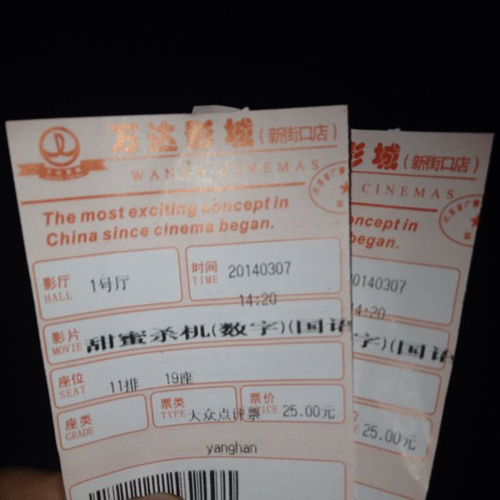 万达影城(新街口店)
WANDA CINEMAS
The most exciting concept in
China since cinema began.
影厅 HALL 1号厅 时间 TIME 20140307
14:20
影片 MOVIE 甜蜜杀机(数字)(国语
座位 SEAT 11排 19座
座类 GRADE 票类 TYPE 大众点评票 票价 PRICE 25.00元
yanghan
影城(新街口店)
CINEMAS
concept in
began.
20140307
14:20
字)(国语
票价 25.00元